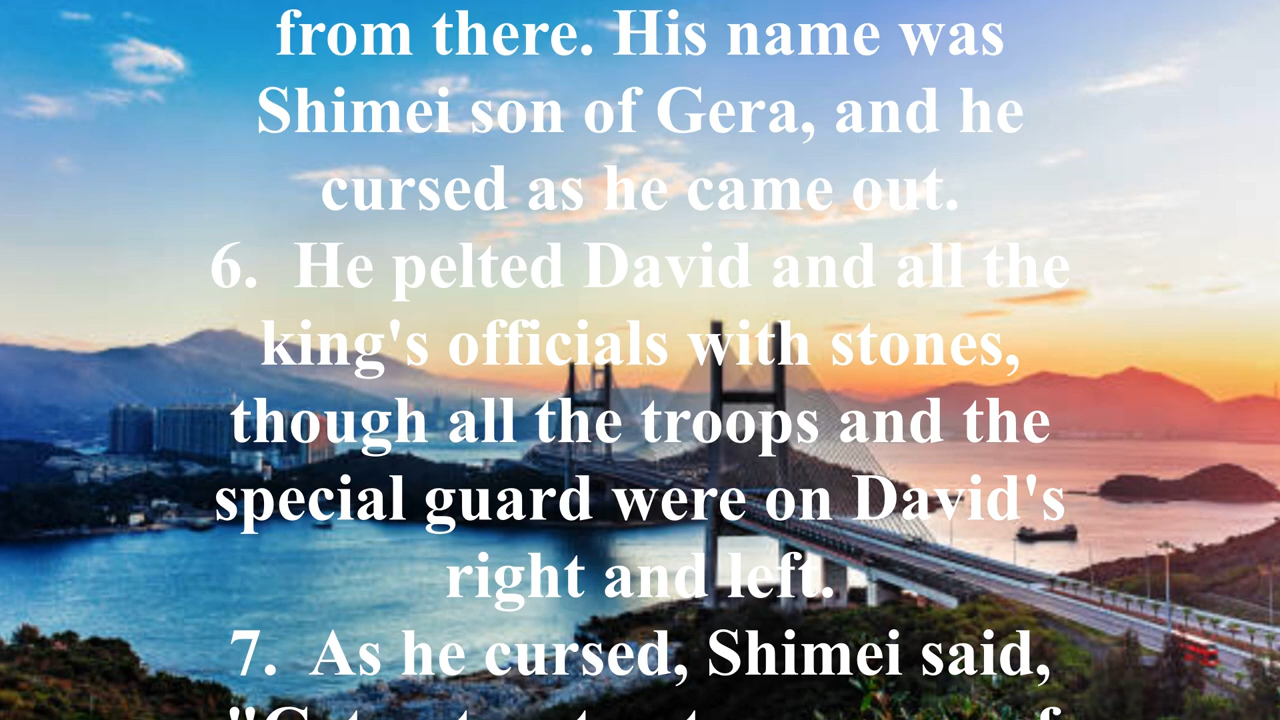 from there. His name was
Shimei son of Gera, and he
cursed as he came out.
6.  He pelted David and all the
king's officials with stones,
though all the troops and the
special guard were on David's
right and left.
7.  As he cursed, Shimei said,